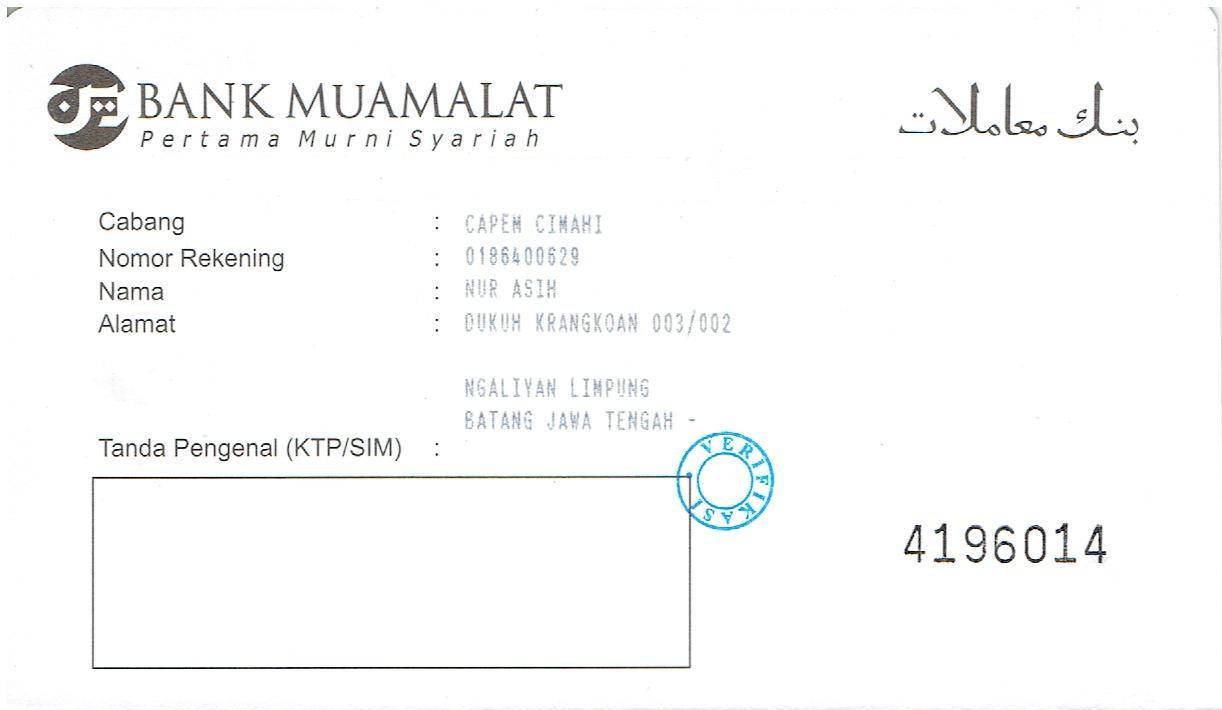 BANK MUAMALAT
Pertama Murni Syariah
بنك معاملات
Cabang : CAPEM CIMAHI
Nomor Rekening : 0186400629
Nama : NUR ASIH
Alamat : DUKUH KRANGKOAN 003/002
NGALIYAN LIMPUNG
BATANG JAWA TENGAH -
Tanda Pengenal (KTP/SIM) :
VERIFIKASI
4196014